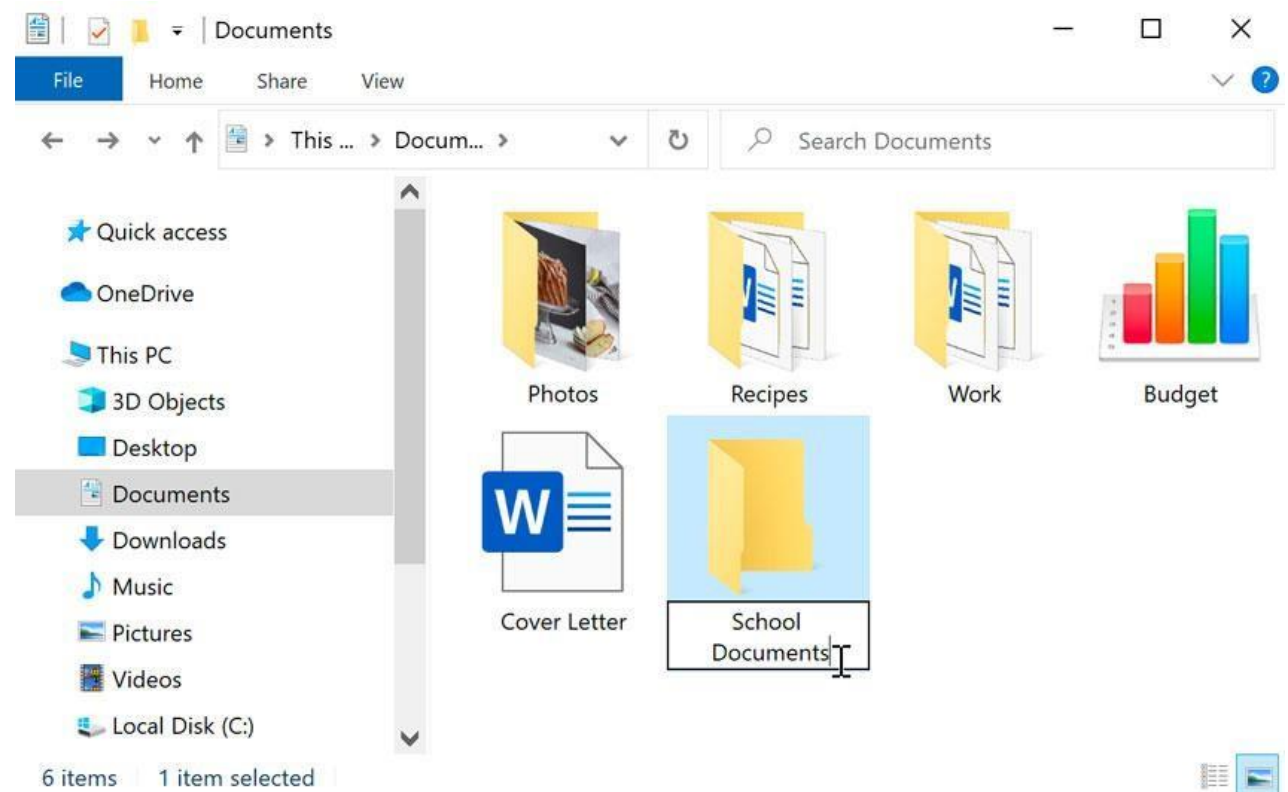 Documents
File Home Share View
This ... Docum... Search Documents
Quick access
OneDrive
This PC
3D Objects
Desktop
Documents
Downloads
Music
Pictures
Videos
Local Disk (C:)
Photos Recipes Work Budget
W
Cover Letter
School
Documents
6 items 1 item selected